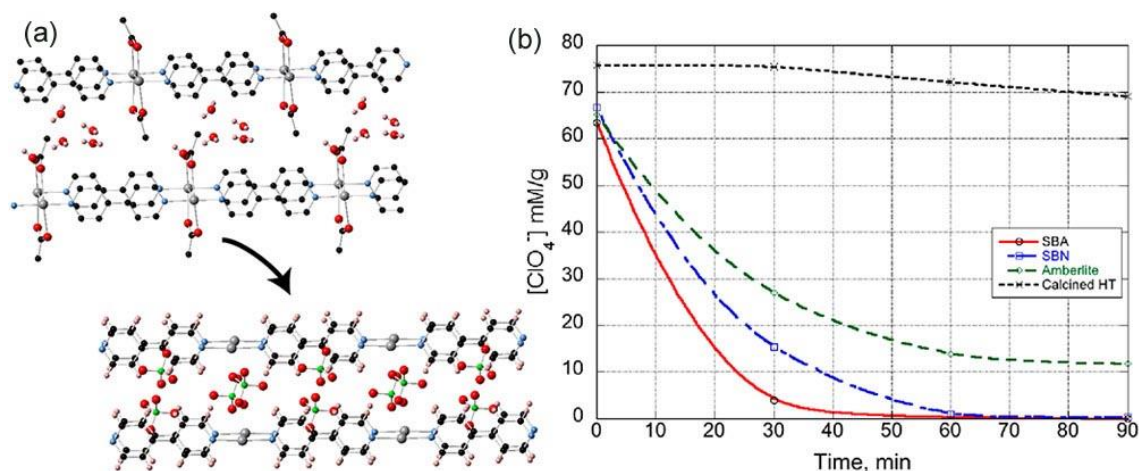 (a)
(b)
80
70
60
50
40
30
20
10
0
[ClO₄⁻] mM/g
SBA
SBN
Amberlite
Calcined HT
0 10 20 30 40 50 60 70 80 90
Time, min